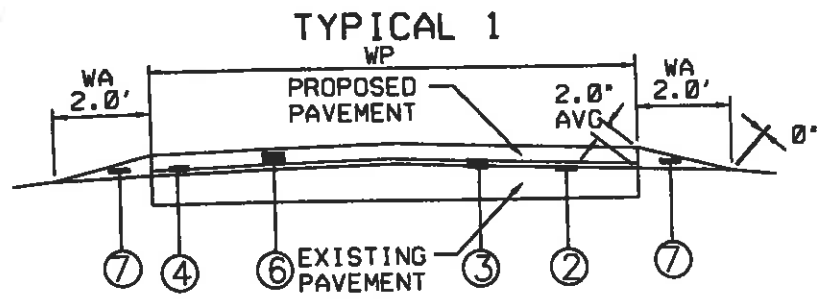 TYPICAL 1
WP
WA
2.0'
PROPOSED
PAVEMENT
2.0"
AVG
WA
2.0'
0"
7
4
6
EXISTING
PAVEMENT
3
2
7